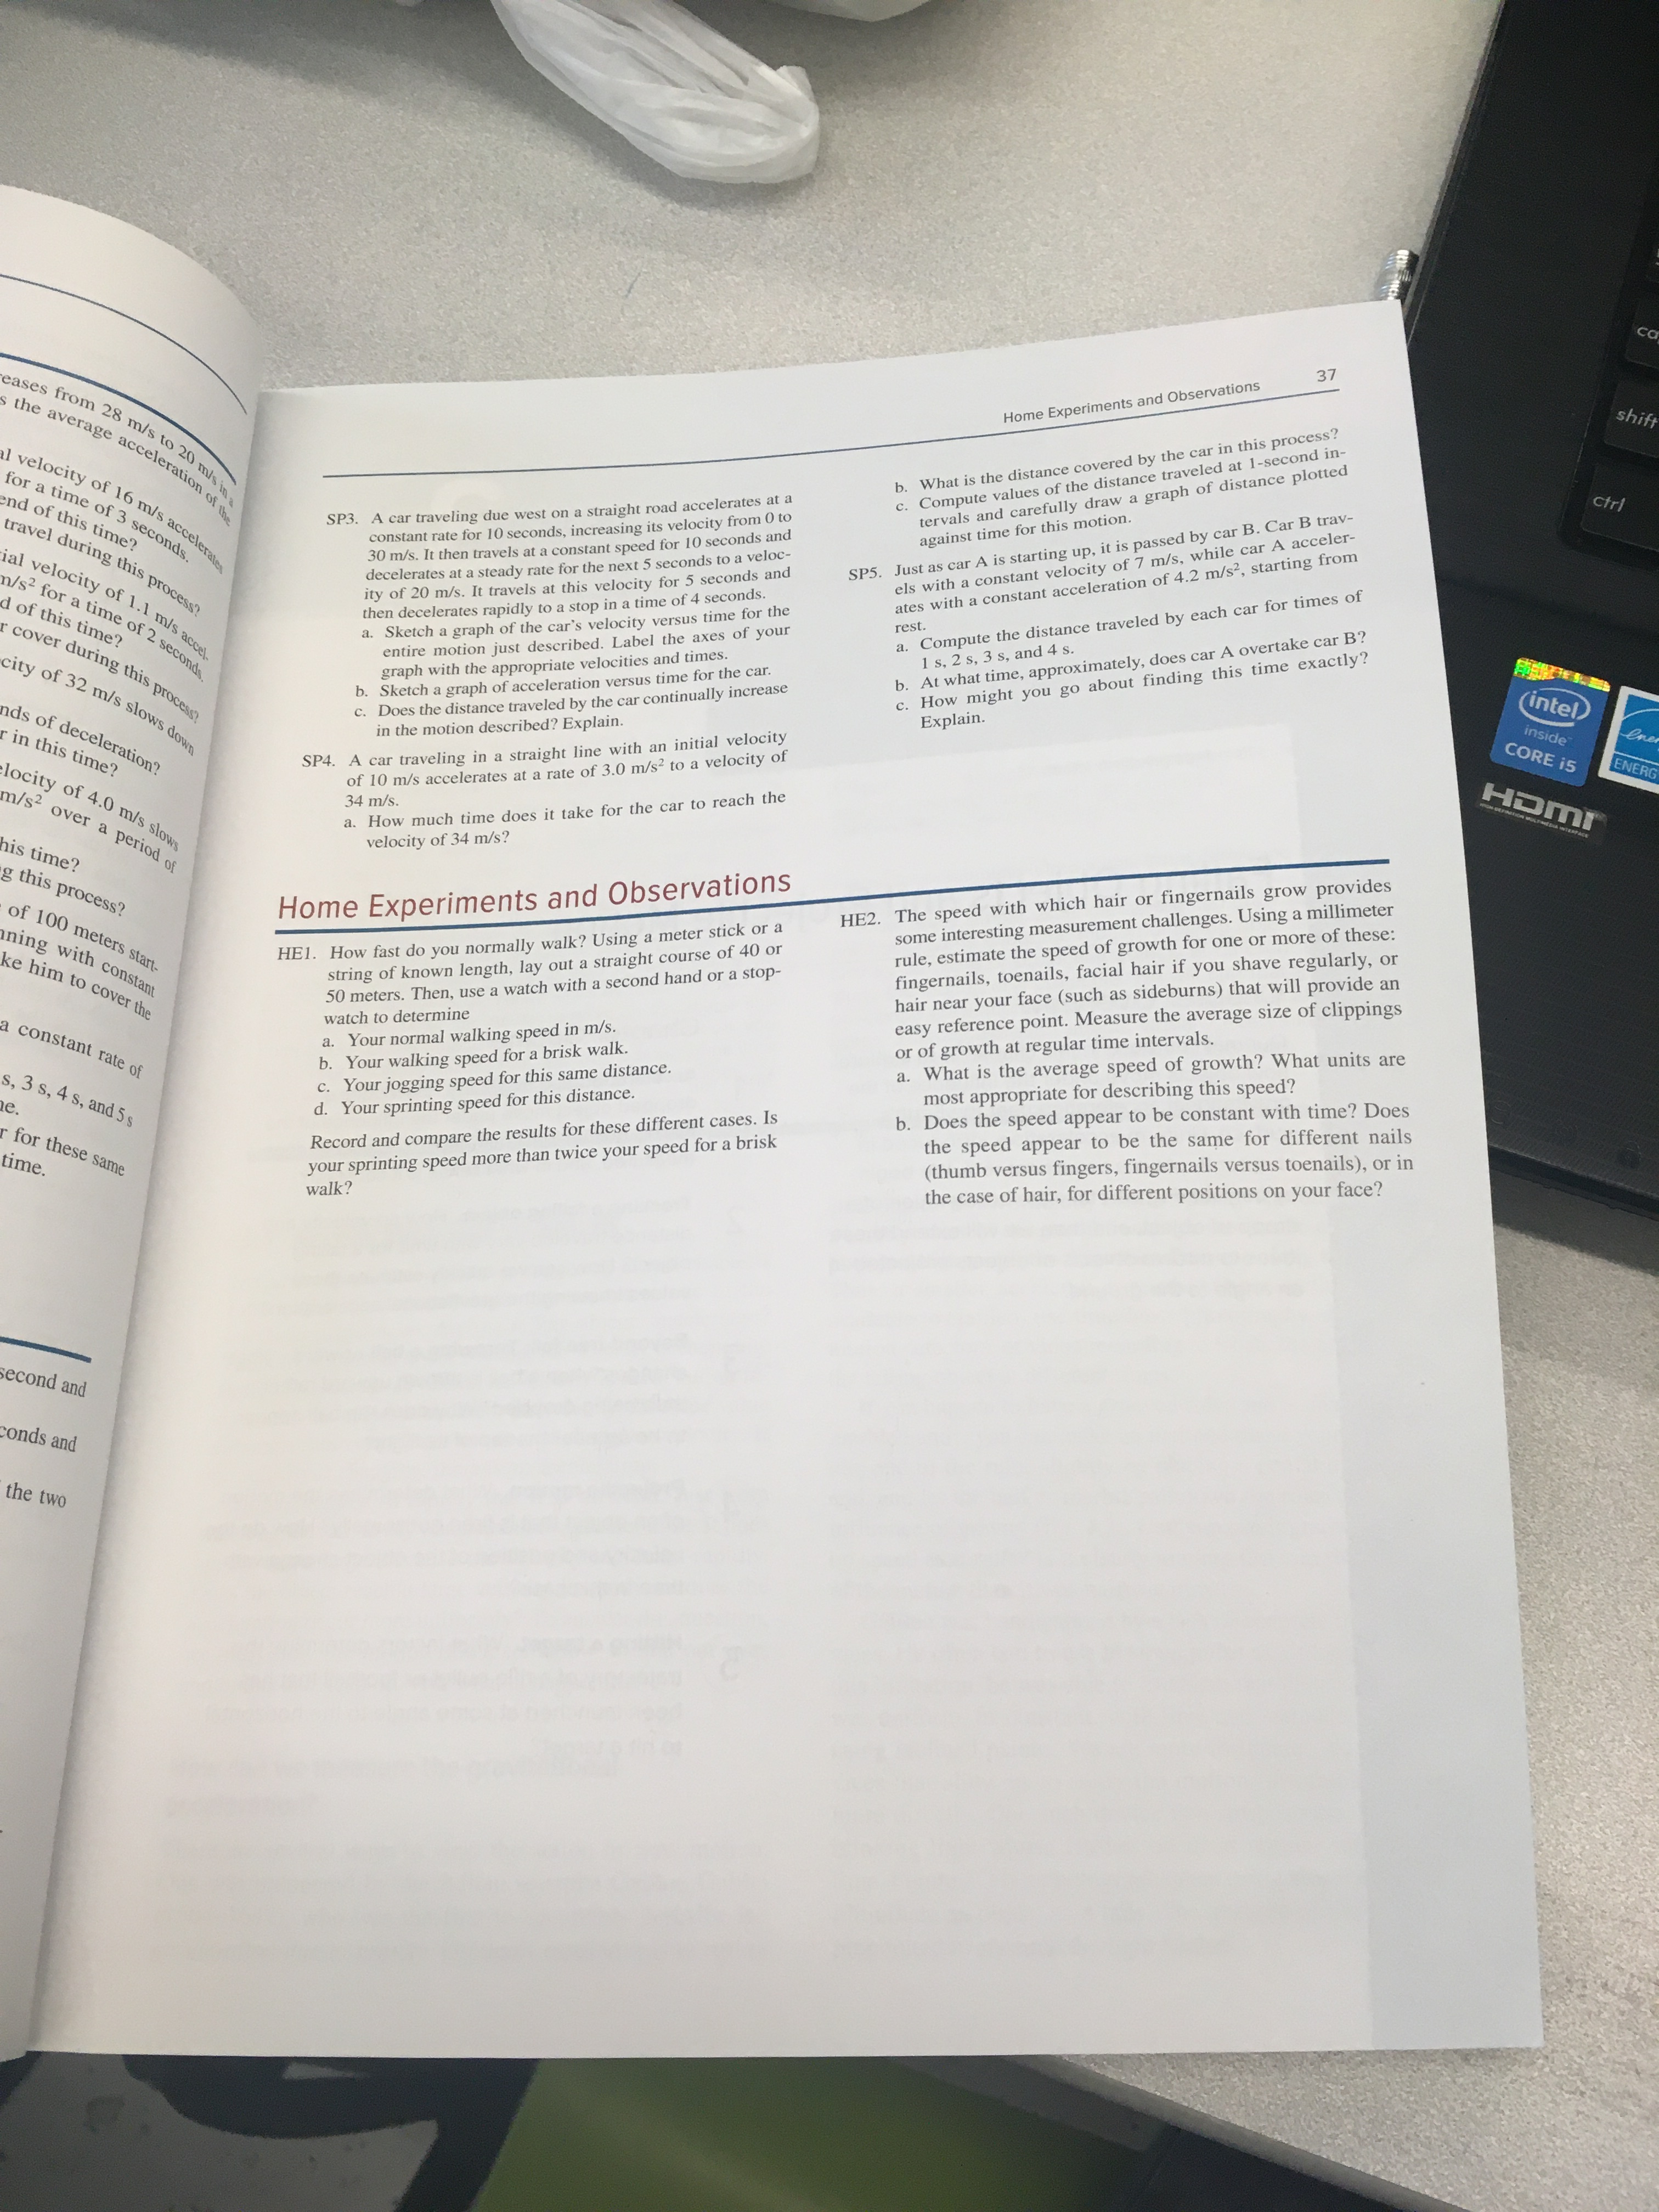 eases from 28 m/s to 20 m/s in a
s the average acceleration of the
al velocity of 16 m/s accelerates
for a time of 3 seconds.
end of this time?
travel during this process?
tial velocity of 1.1 m/s accel-
m/s² for a time of 2 seconds.
d of this time?
r cover during this process?
city of 32 m/s slows down
nds of deceleration?
r in this time?
elocity of 4.0 m/s slows
m/s² over a period of
his time?
g this process?
of 100 meters start-
nning with constant
ke him to cover the
a constant rate of
s, 3 s, 4 s, and 5 s
ne.
r for these same
time.
second and
conds and
the two
Home Experiments and Observations 37
SP3. A car traveling due west on a straight road accelerates at a
constant rate for 10 seconds, increasing its velocity from 0 to
30 m/s. It then travels at a constant speed for 10 seconds and
decelerates at a steady rate for the next 5 seconds to a veloc-
ity of 20 m/s. It travels at this velocity for 5 seconds and
then decelerates rapidly to a stop in a time of 4 seconds.
a. Sketch a graph of the car's velocity versus time for the
entire motion just described. Label the axes of your
graph with the appropriate velocities and times.
b. Sketch a graph of acceleration versus time for the car.
c. Does the distance traveled by the car continually increase
in the motion described? Explain.
SP4. A car traveling in a straight line with an initial velocity
of 10 m/s accelerates at a rate of 3.0 m/s² to a velocity of
34 m/s.
a. How much time does it take for the car to reach the
velocity of 34 m/s?
b. What is the distance covered by the car in this process?
c. Compute values of the distance traveled at 1-second in-
tervals and carefully draw a graph of distance plotted
against time for this motion.
SP5. Just as car A is starting up, it is passed by car B. Car B trav-
els with a constant velocity of 7 m/s, while car A acceler-
ates with a constant acceleration of 4.2 m/s², starting from
rest.
a. Compute the distance traveled by each car for times of
1 s, 2 s, 3 s, and 4 s.
b. At what time, approximately, does car A overtake car B?
c. How might you go about finding this time exactly?
Explain.
Home Experiments and Observations
HE1. How fast do you normally walk? Using a meter stick or a
string of known length, lay out a straight course of 40 or
50 meters. Then, use a watch with a second hand or a stop-
watch to determine
a. Your normal walking speed in m/s.
b. Your walking speed for a brisk walk.
c. Your jogging speed for this same distance.
d. Your sprinting speed for this distance.
Record and compare the results for these different cases. Is
your sprinting speed more than twice your speed for a brisk
walk?
HE2. The speed with which hair or fingernails grow provides
some interesting measurement challenges. Using a millimeter
rule, estimate the speed of growth for one or more of these:
fingernails, toenails, facial hair if you shave regularly, or
hair near your face (such as sideburns) that will provide an
easy reference point. Measure the average size of clippings
or of growth at regular time intervals.
a. What is the average speed of growth? What units are
most appropriate for describing this speed?
b. Does the speed appear to be constant with time? Does
the speed appear to be the same for different nails
(thumb versus fingers, fingernails versus toenails), or in
the case of hair, for different positions on your face?
ca
shift
ctrl
intel
inside
CORE i5
ENERG
HDMI